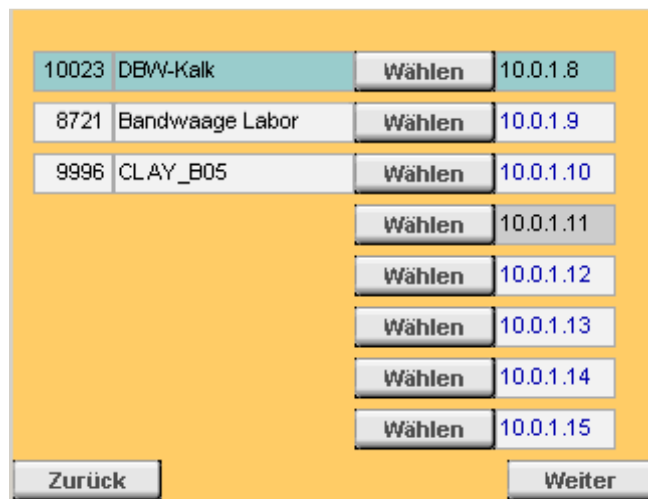 10023 DBW-Kalk Wählen 10.0.1.8
8721 Bandwaage Labor Wählen 10.0.1.9
9996 CLAY_B05 Wählen 10.0.1.10
Wählen 10.0.1.11
Wählen 10.0.1.12
Wählen 10.0.1.13
Wählen 10.0.1.14
Wählen 10.0.1.15
Zurück Weiter